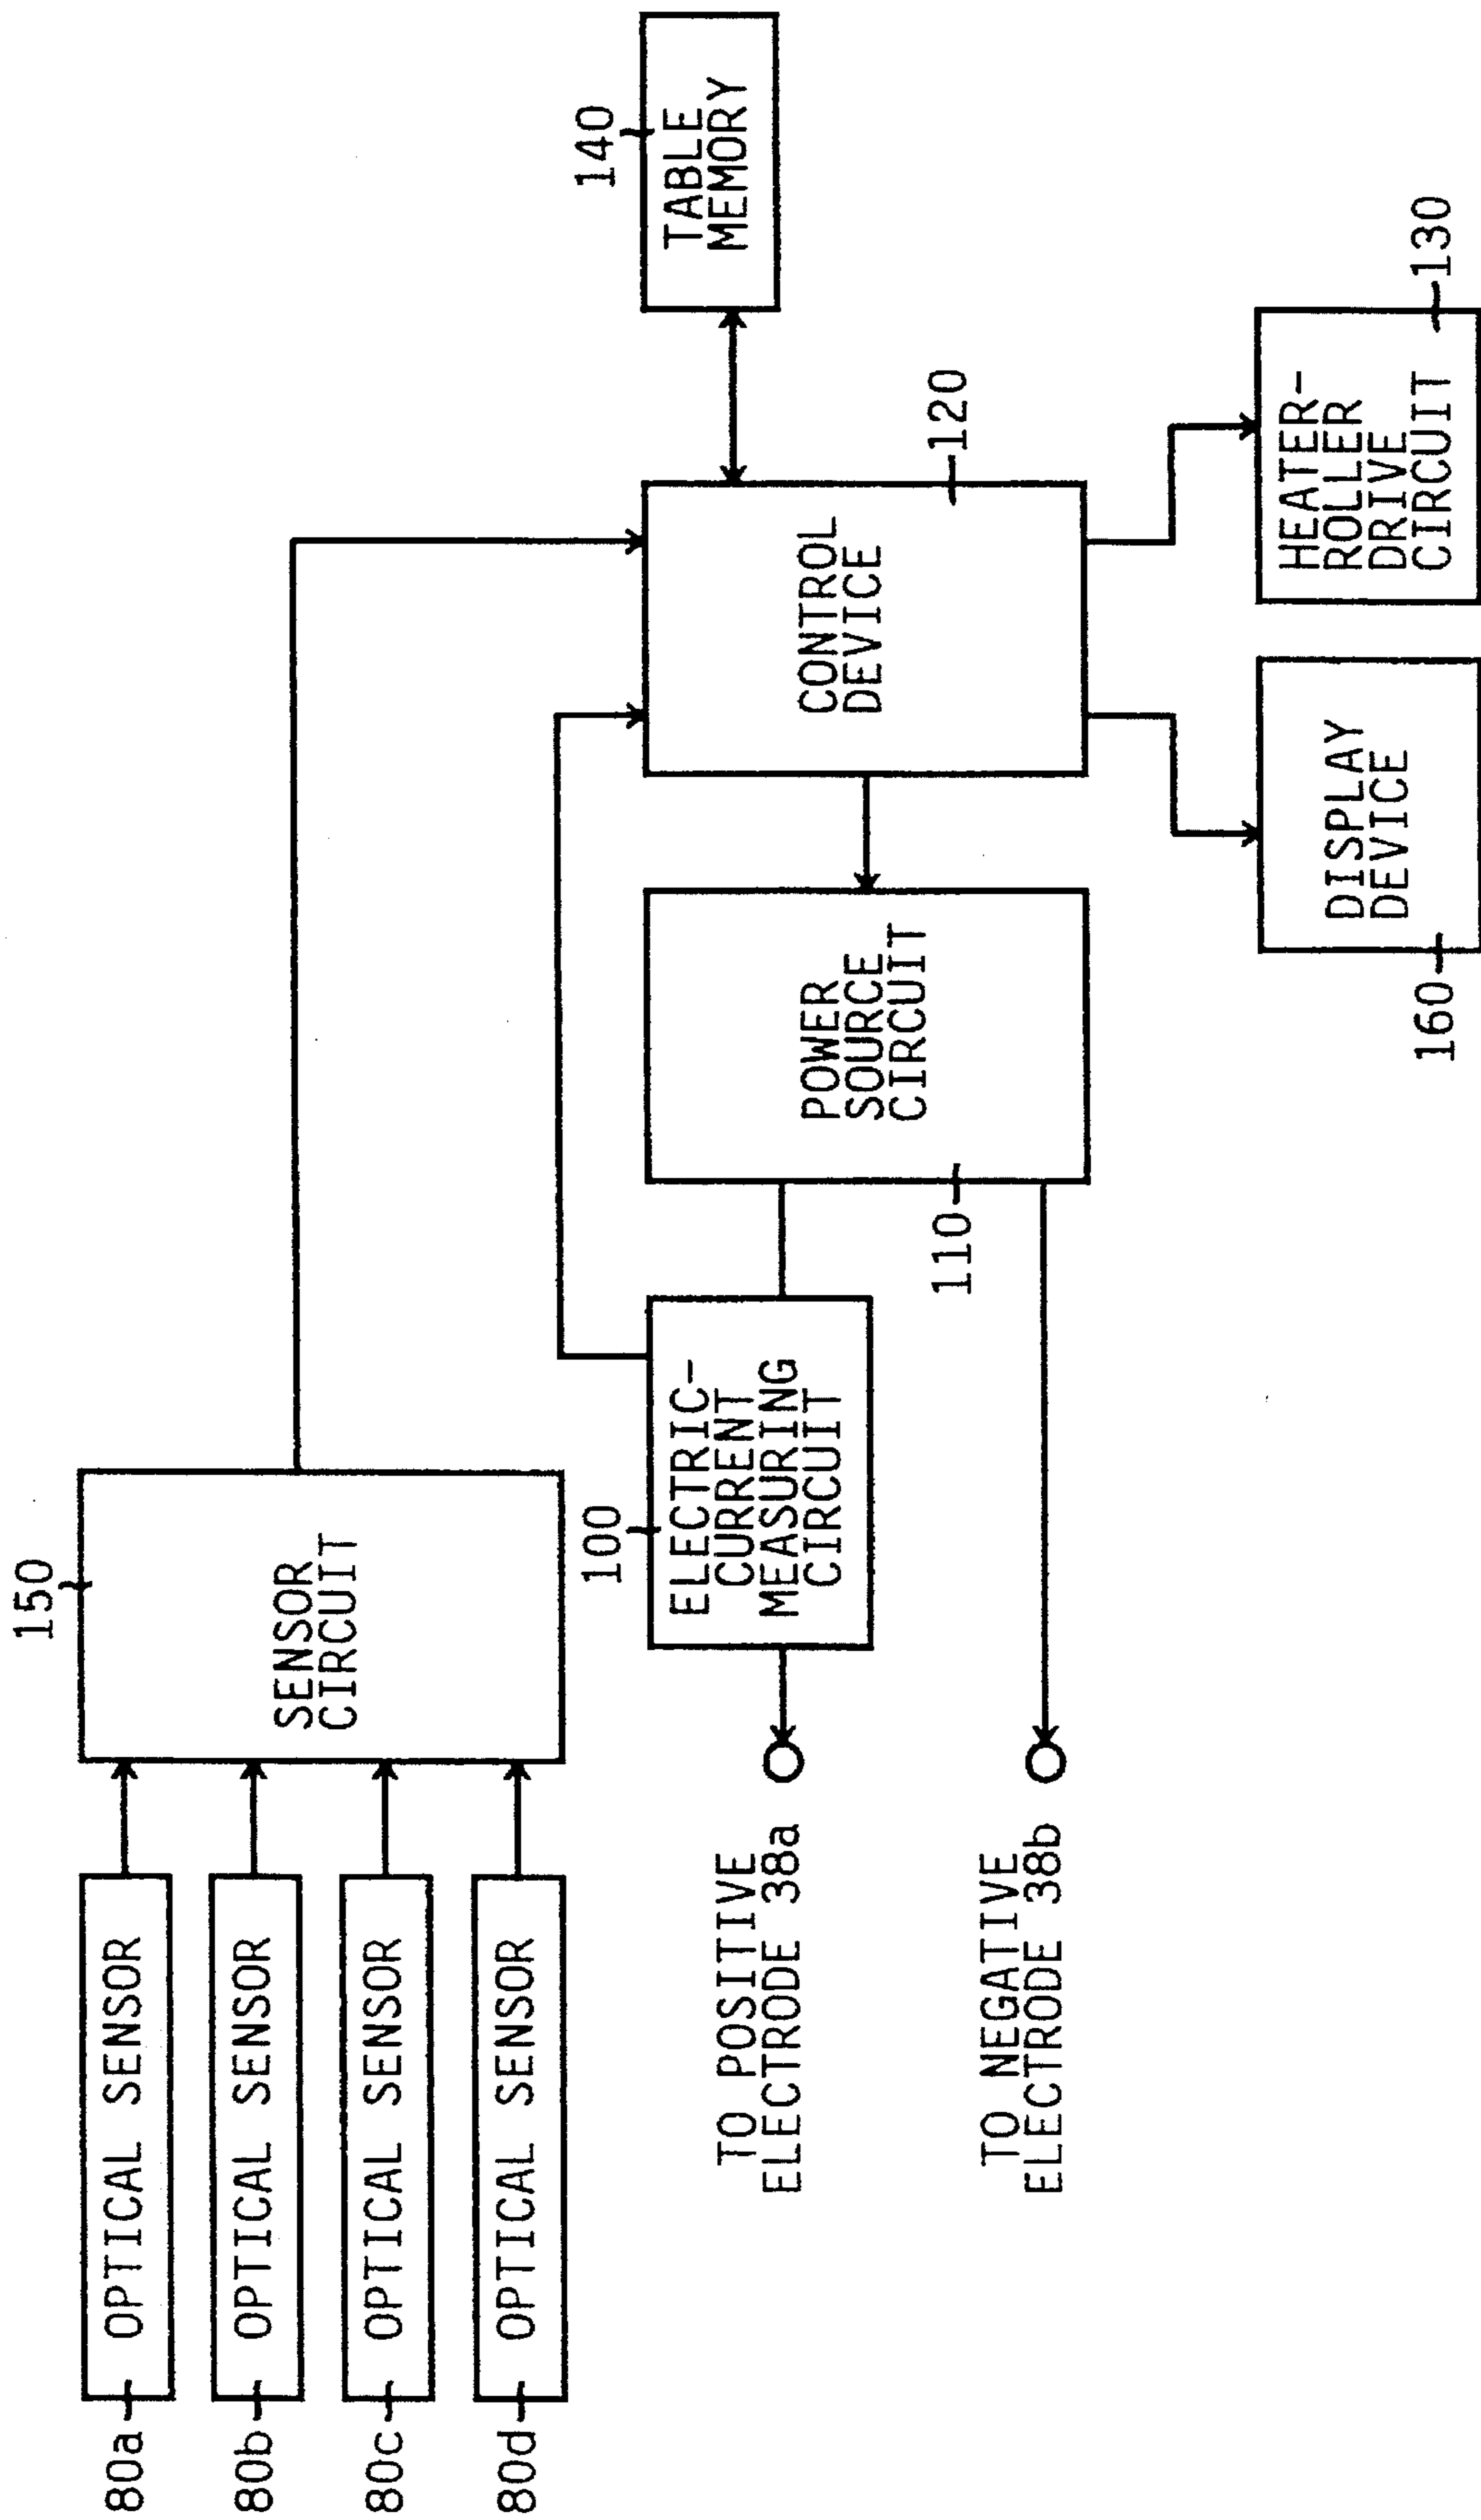 80a
OPTICAL SENSOR
80b
OPTICAL SENSOR
80c
OPTICAL SENSOR
80d
OPTICAL SENSOR
150
SENSOR
CIRCUIT
100
ELECTRIC-
CURRENT
MEASURING
CIRCUIT
TO POSITIVE
ELECTRODE 38a
TO NEGATIVE
ELECTRODE 38b
110
POWER
SOURCE
CIRCUIT
120
CONTROL
DEVICE
140
TABLE
MEMORY
160
DISPLAY
DEVICE
HEATER-
ROLLER
DRIVE
CIRCUIT
130